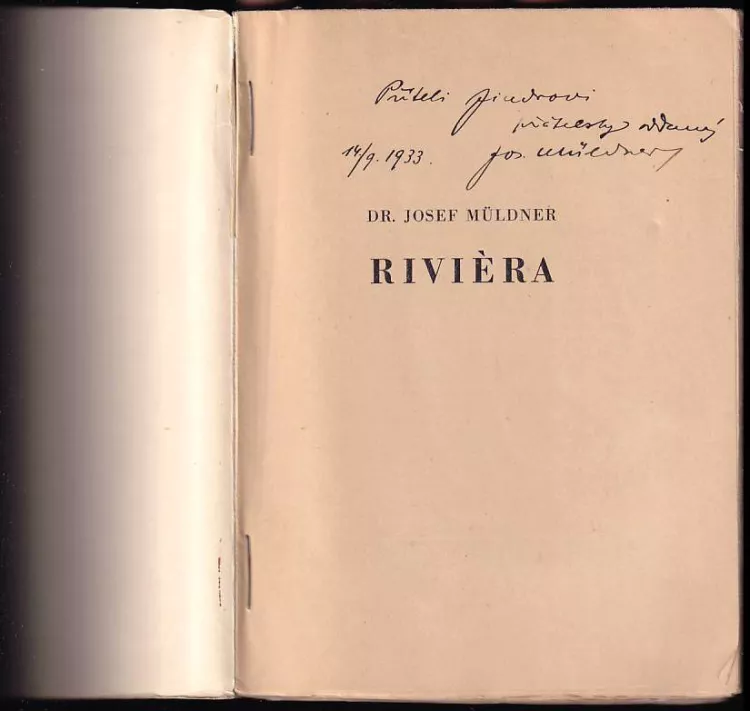 Příteli Jindrovi
přátelsky oddaný
14/9. 1933. Jos. Müldner
DR. JOSEF MÜLDNER
RIVIÈRA